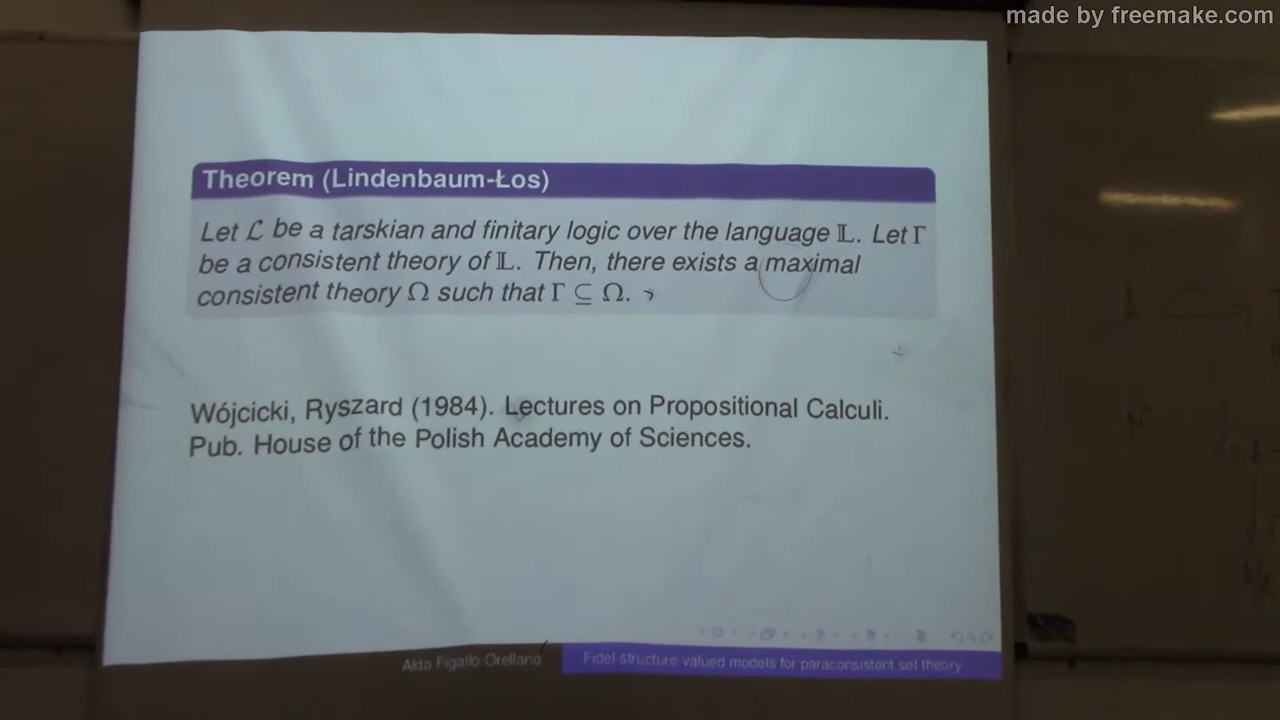 made by freemake.com
Theorem (Lindenbaum-Łos)
Let ℒ be a tarskian and finitary logic over the language 𝕃. Let Γ
be a consistent theory of 𝕃. Then, there exists a maximal
consistent theory Ω such that Γ ⊆ Ω.
Wójcicki, Ryszard (1984). Lectures on Propositional Calculi.
Pub. House of the Polish Academy of Sciences.
Aldo Figallo Orellano
Fidel-structure valued models for paraconsistent set theory